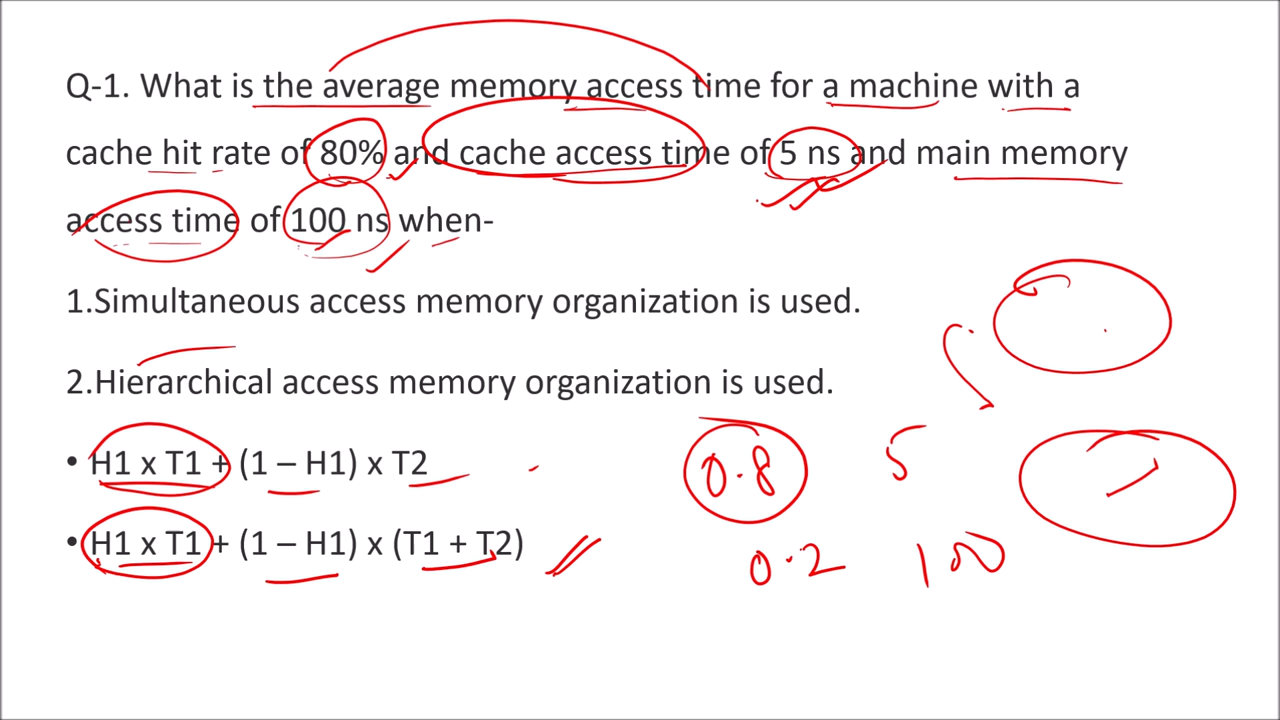 Q-1. What is the average memory access time for a machine with a
cache hit rate of 80% and cache access time of 5 ns and main memory
access time of 100 ns when-
1.Simultaneous access memory organization is used.
2.Hierarchical access memory organization is used.
• H1 x T1 + (1 – H1) x T2
0.8 5
• H1 x T1 + (1 – H1) x (T1 + T2)
0.2 100